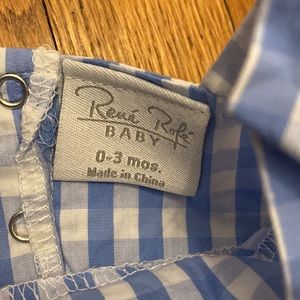 René Rofé
BABY
0-3 mos.
Made in China